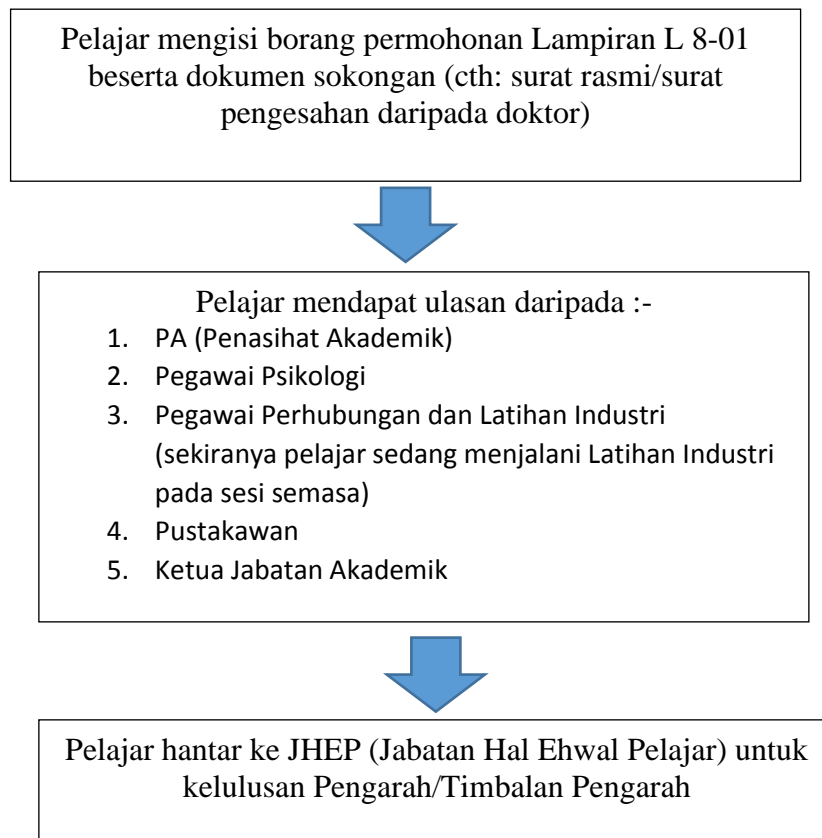 Pelajar mengisi borang permohonan Lampiran L 8-01
beserta dokumen sokongan (cth: surat rasmi/surat
pengesahan daripada doktor)
Pelajar mendapat ulasan daripada :-
1. PA (Penasihat Akademik)
2. Pegawai Psikologi
3. Pegawai Perhubungan dan Latihan Industri
(sekiranya pelajar sedang menjalani Latihan Industri
pada sesi semasa)
4. Pustakawan
5. Ketua Jabatan Akademik
Pelajar hantar ke JHEP (Jabatan Hal Ehwal Pelajar) untuk
kelulusan Pengarah/Timbalan Pengarah